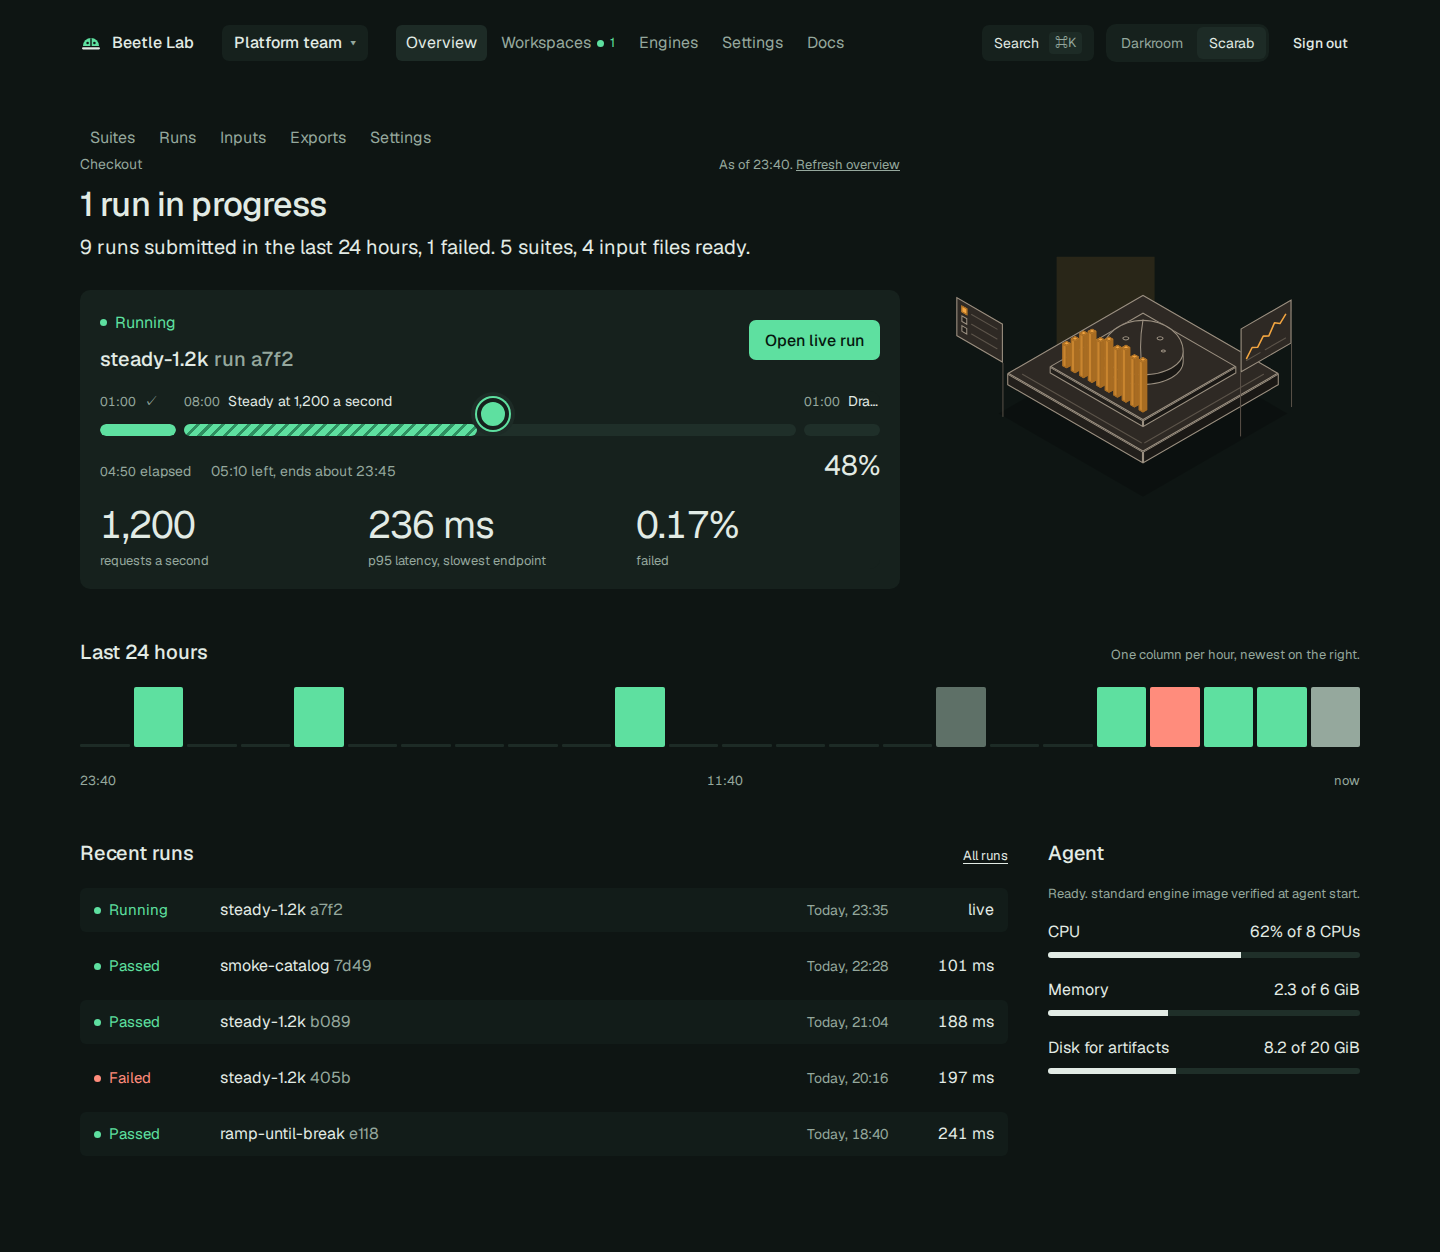 Beetle Lab Platform team Overview Workspaces 1 Engines Settings Docs Search ⌘K Darkroom Scarab Sign out
Suites Runs Inputs Exports Settings
Checkout As of 23:40. Refresh overview
1 run in progress
9 runs submitted in the last 24 hours, 1 failed. 5 suites, 4 input files ready.
Running
Open live run
steady-1.2k run a7f2
01:00 ✓ 08:00 Steady at 1,200 a second 01:00 Dra…
04:50 elapsed 05:10 left, ends about 23:45 48%
1,200 236 ms 0.17%
requests a second p95 latency, slowest endpoint failed
Last 24 hours One column per hour, newest on the right.
23:40 11:40 now
Recent runs All runs
Running steady-1.2k a7f2 Today, 23:35 live
Passed smoke-catalog 7d49 Today, 22:28 101 ms
Passed steady-1.2k b089 Today, 21:04 188 ms
Failed steady-1.2k 405b Today, 20:16 197 ms
Passed ramp-until-break e118 Today, 18:40 241 ms
Agent
Ready. standard engine image verified at agent start.
CPU 62% of 8 CPUs
Memory 2.3 of 6 GiB
Disk for artifacts 8.2 of 20 GiB